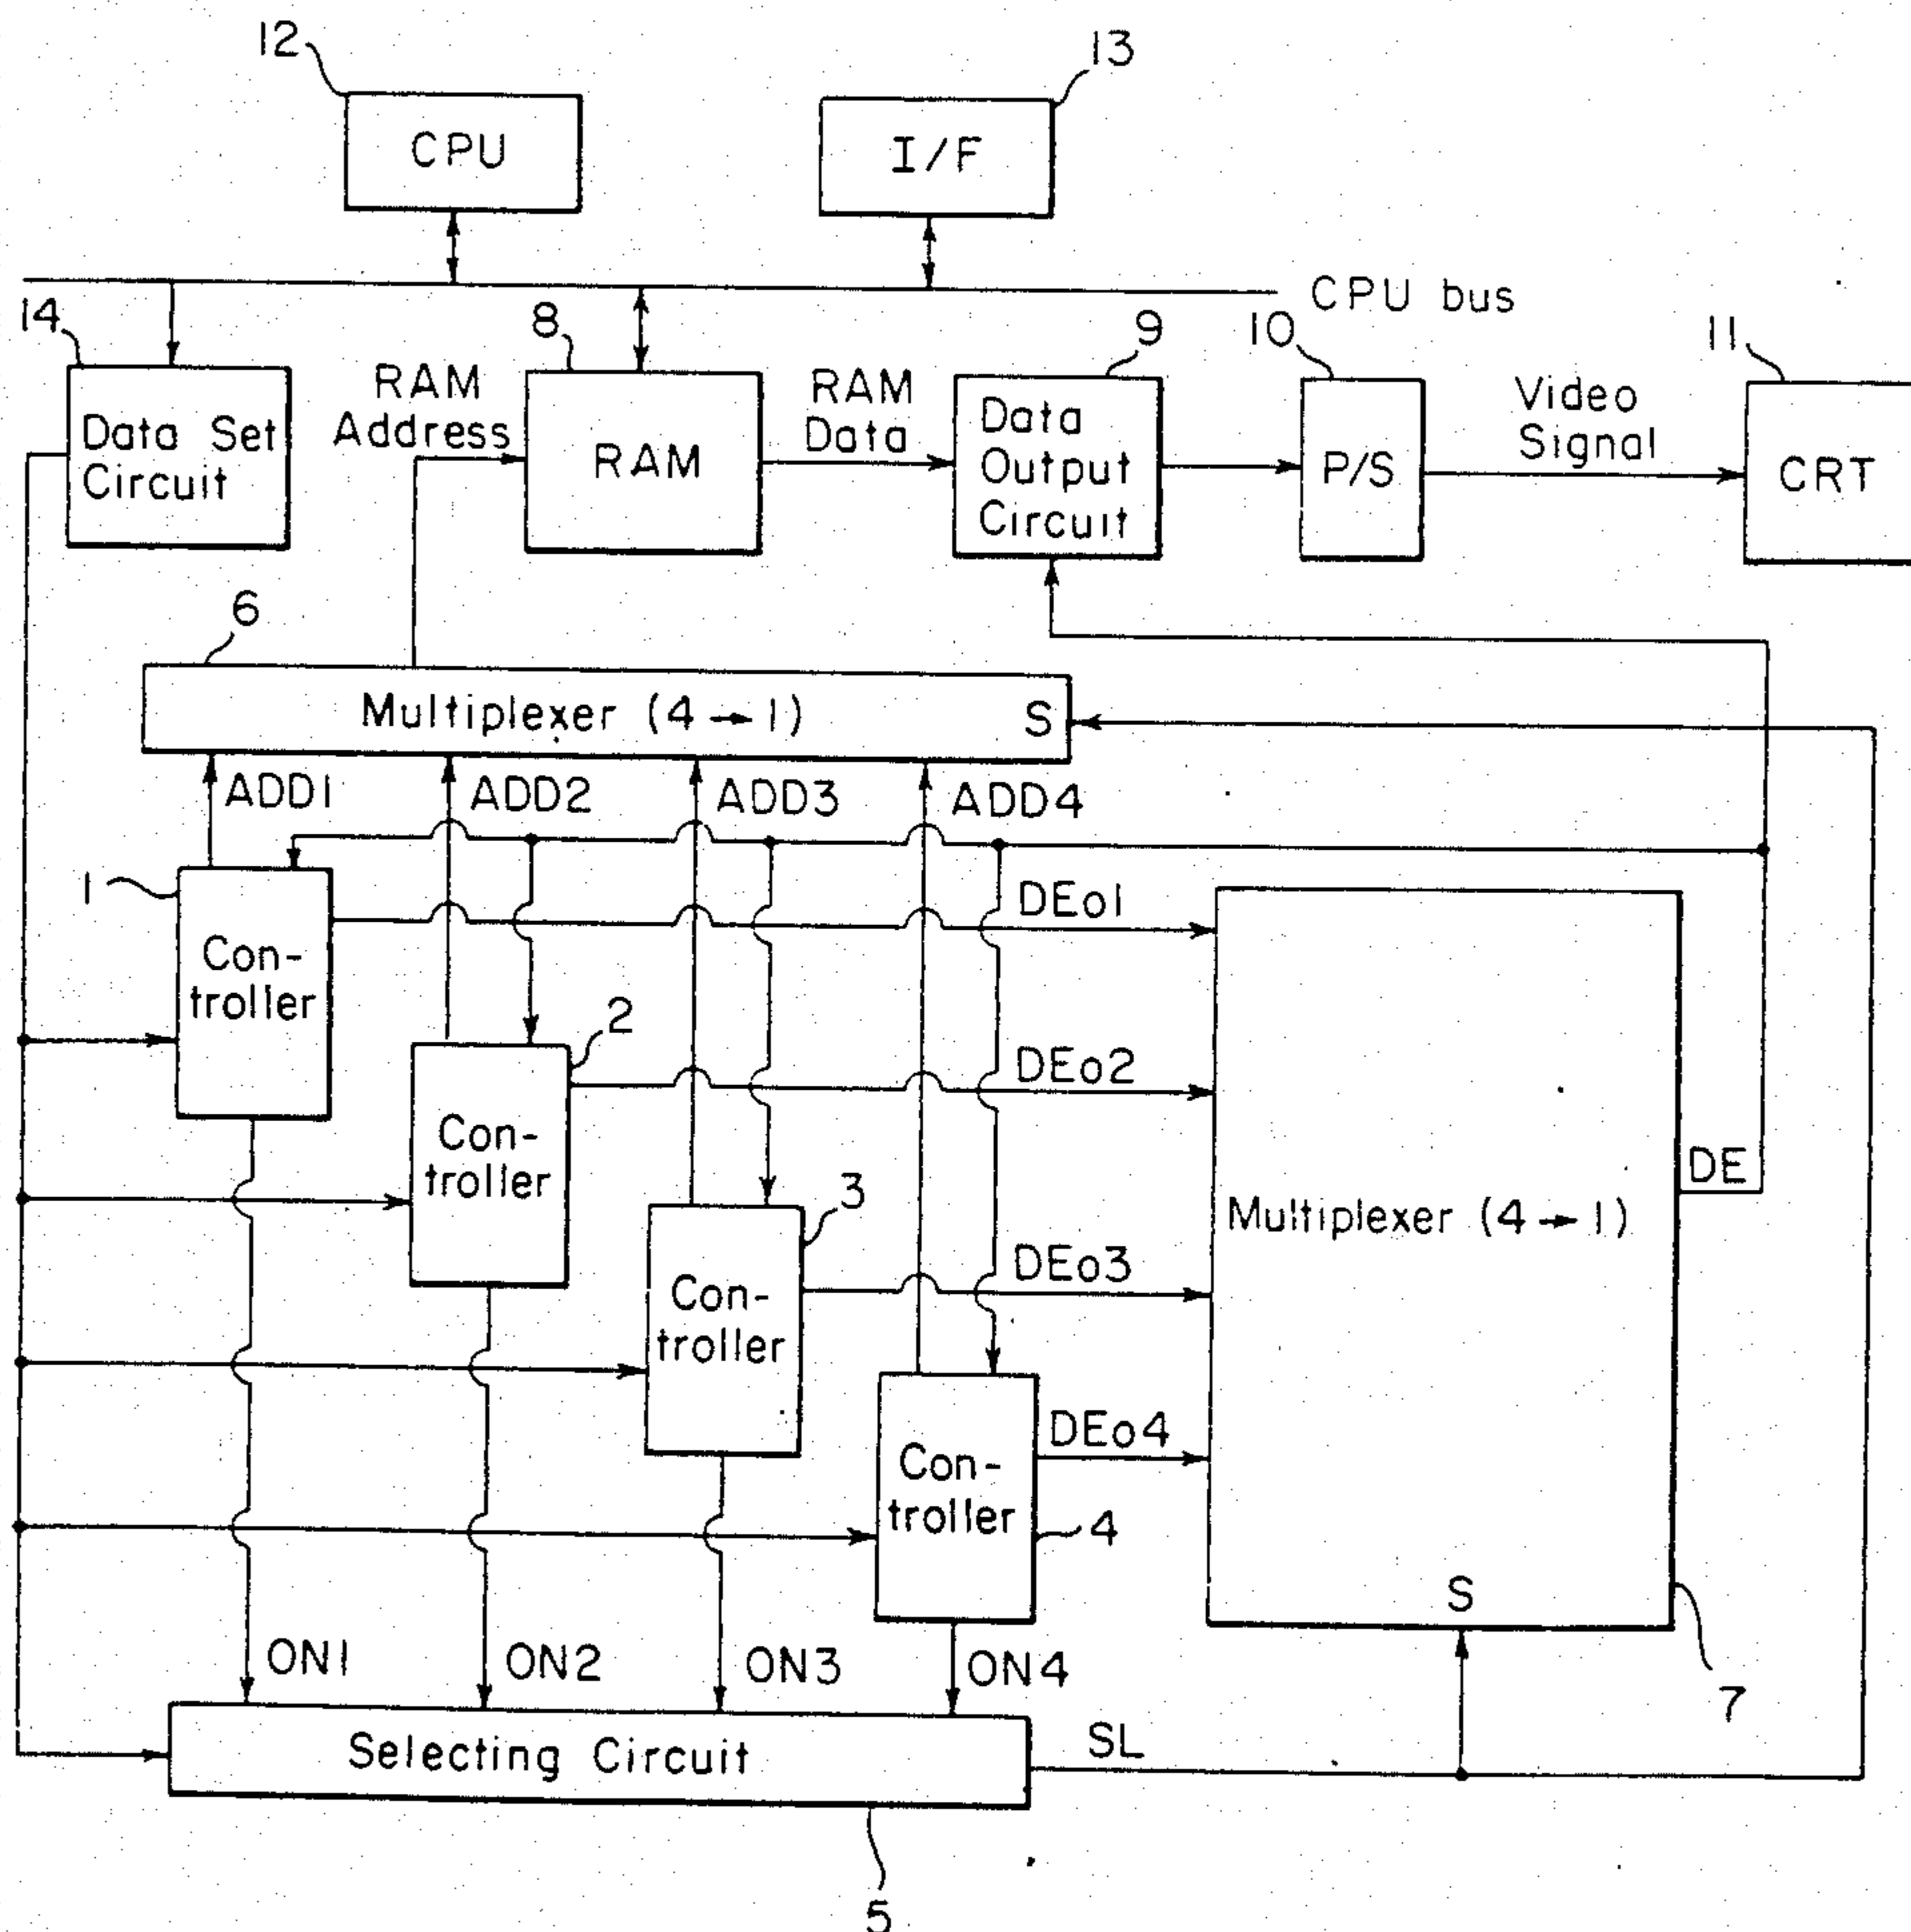 12
13
CPU
I/F
CPU bus
14
8
9
10
11
RAM
Address
RAM
Data
Video
Signal
Data Set
Circuit
RAM
Data
Output
Circuit
P/S
CRT
6
Multiplexer (4→1)
S
ADD1
ADD2
ADD3
ADD4
1
DEo1
Con-
troller
2
DEo2
Con-
troller
DE
3
Multiplexer (4→1)
DEo3
Con-
troller
DEo4
Con-
troller
4
S
ON1
ON2
ON3
ON4
7
Selecting Circuit
SL
5